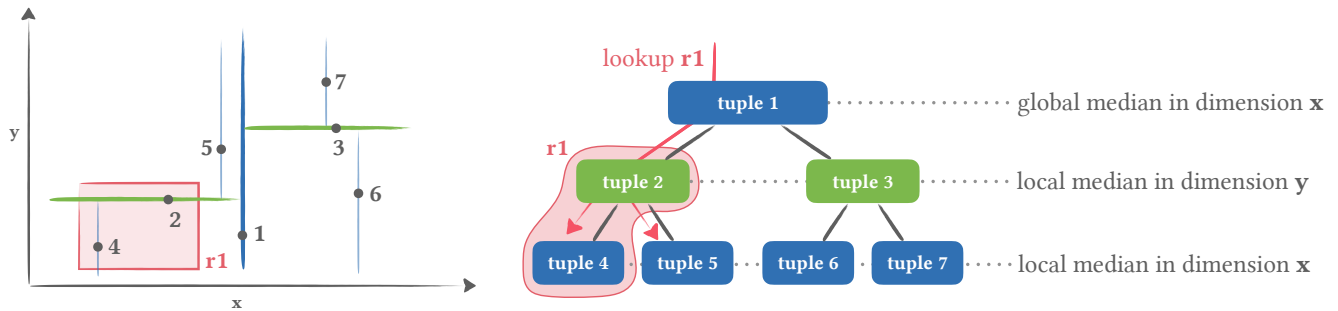 y
7
5
3
6
2
1
4
r1
x
lookup r1
tuple 1
global median in dimension x
r1
tuple 2
tuple 3
local median in dimension y
tuple 4
tuple 5
tuple 6
tuple 7
local median in dimension x